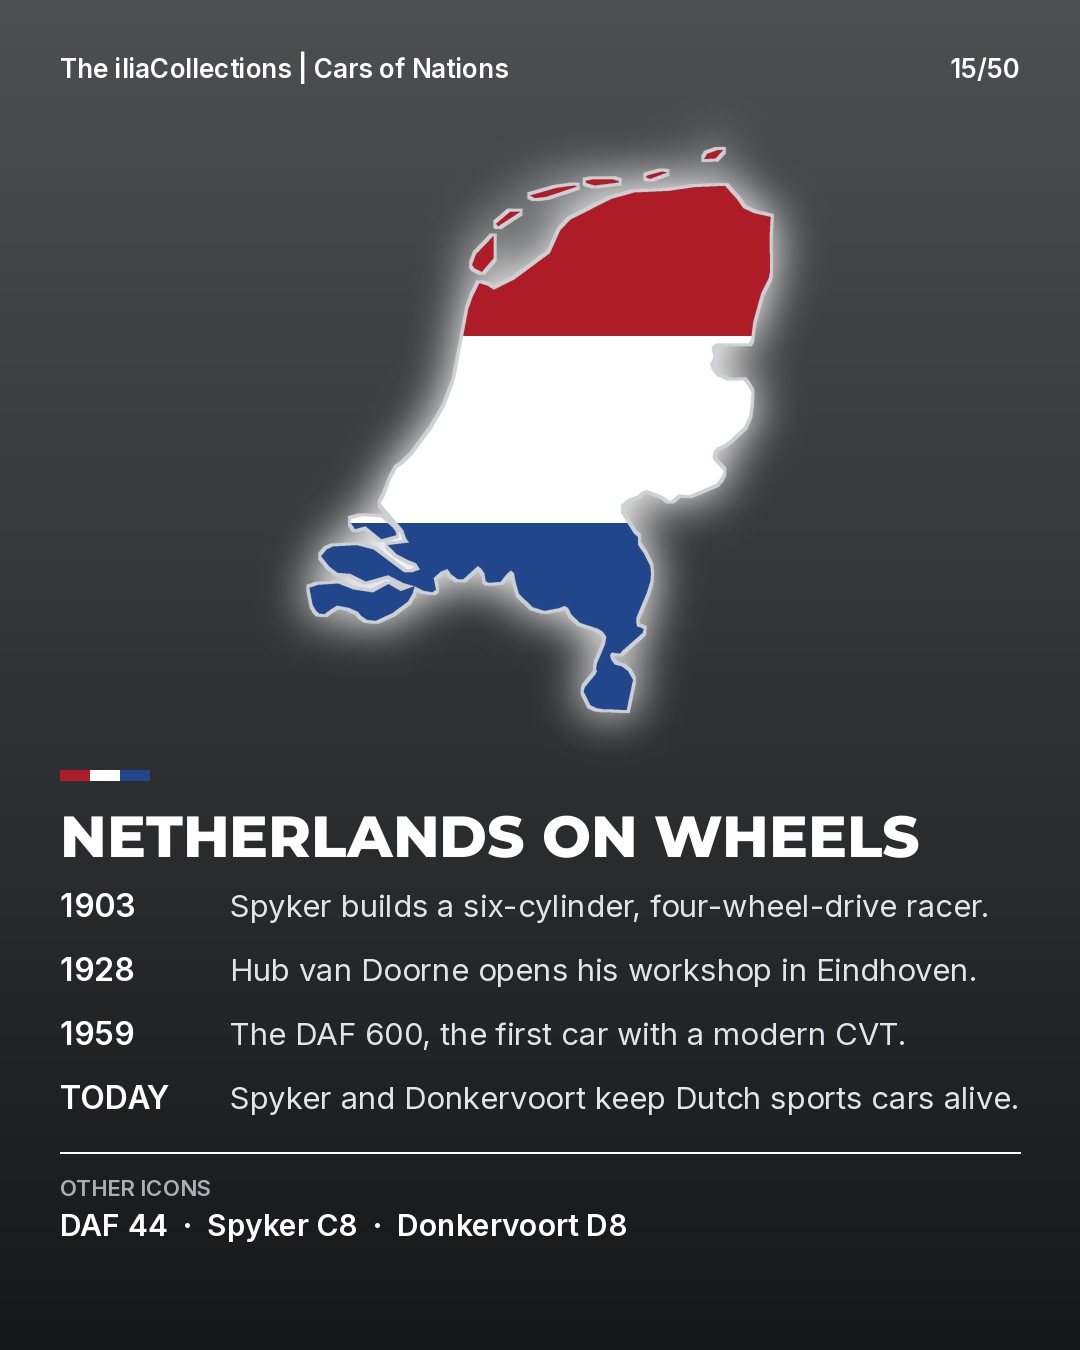 The iliaCollections | Cars of Nations
15/50
NETHERLANDS ON WHEELS
1903 Spyker builds a six-cylinder, four-wheel-drive racer.
1928 Hub van Doorne opens his workshop in Eindhoven.
1959 The DAF 600, the first car with a modern CVT.
TODAY Spyker and Donkervoort keep Dutch sports cars alive.
OTHER ICONS
DAF 44 · Spyker C8 · Donkervoort D8